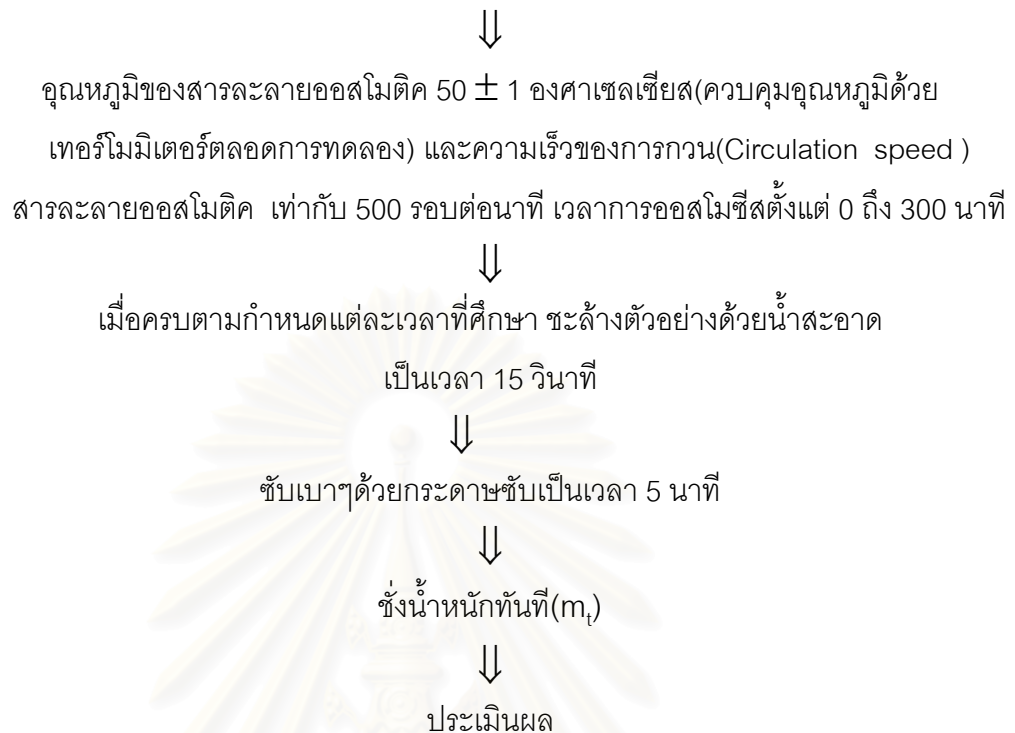 ⇓
อุณหภูมิของสารละลายออสโมติค 50 ± 1 องศาเซลเซียส(ควบคุมอุณหภูมิด้วย
เทอร์โมมิเตอร์ตลอดการทดลอง) และความเร็วของการกวน(Circulation speed )
สารละลายออสโมติค เท่ากับ 500 รอบต่อนาที เวลาการออสโมซีสตั้งแต่ 0 ถึง 300 นาที
⇓
เมื่อครบตามกำหนดแต่ละเวลาที่ศึกษา ชะล้างตัวอย่างด้วยน้ำสะอาด
เป็นเวลา 15 วินาที
⇓
ซับเบาๆด้วยกระดาษซับเป็นเวลา 5 นาที
⇓
ชั่งน้ำหนักทันที(mₜ)
⇓
ประเมินผล